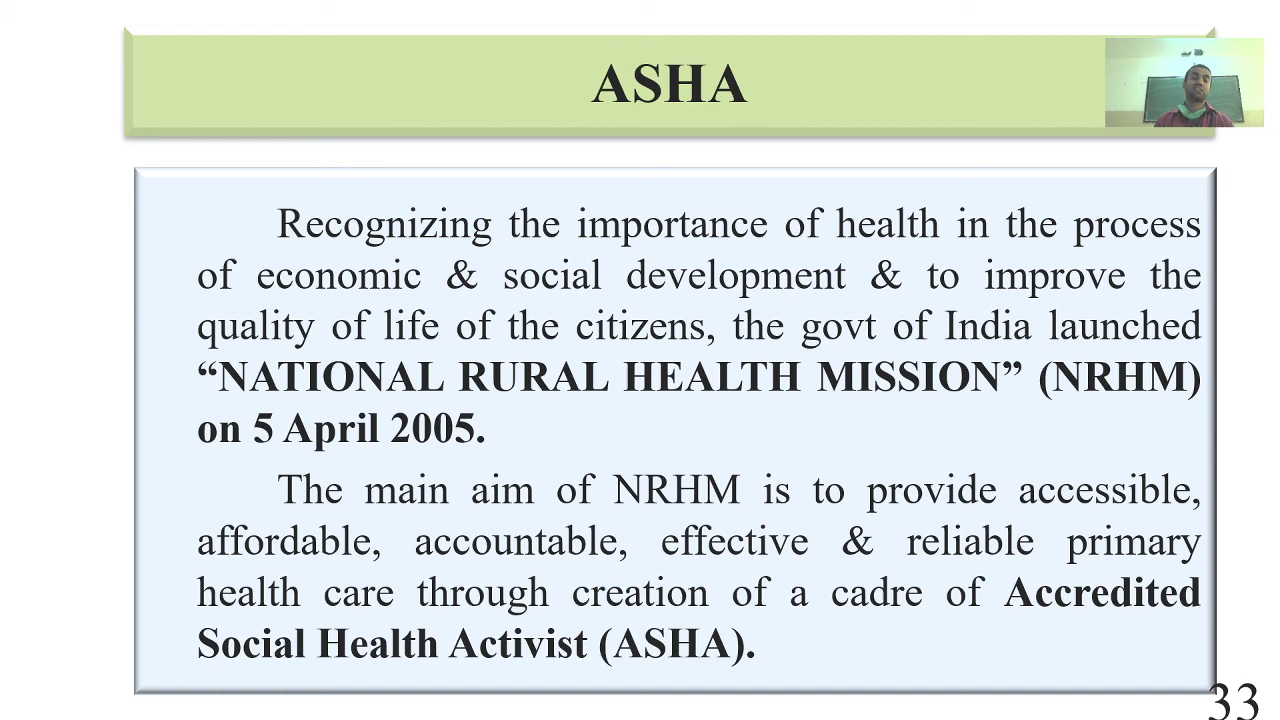 ASHA
Recognizing the importance of health in the process
of economic & social development & to improve the
quality of life of the citizens, the govt of India launched
“NATIONAL RURAL HEALTH MISSION” (NRHM)
on 5 April 2005.
The main aim of NRHM is to provide accessible,
affordable, accountable, effective & reliable primary
health care through creation of a cadre of Accredited
Social Health Activist (ASHA).
33